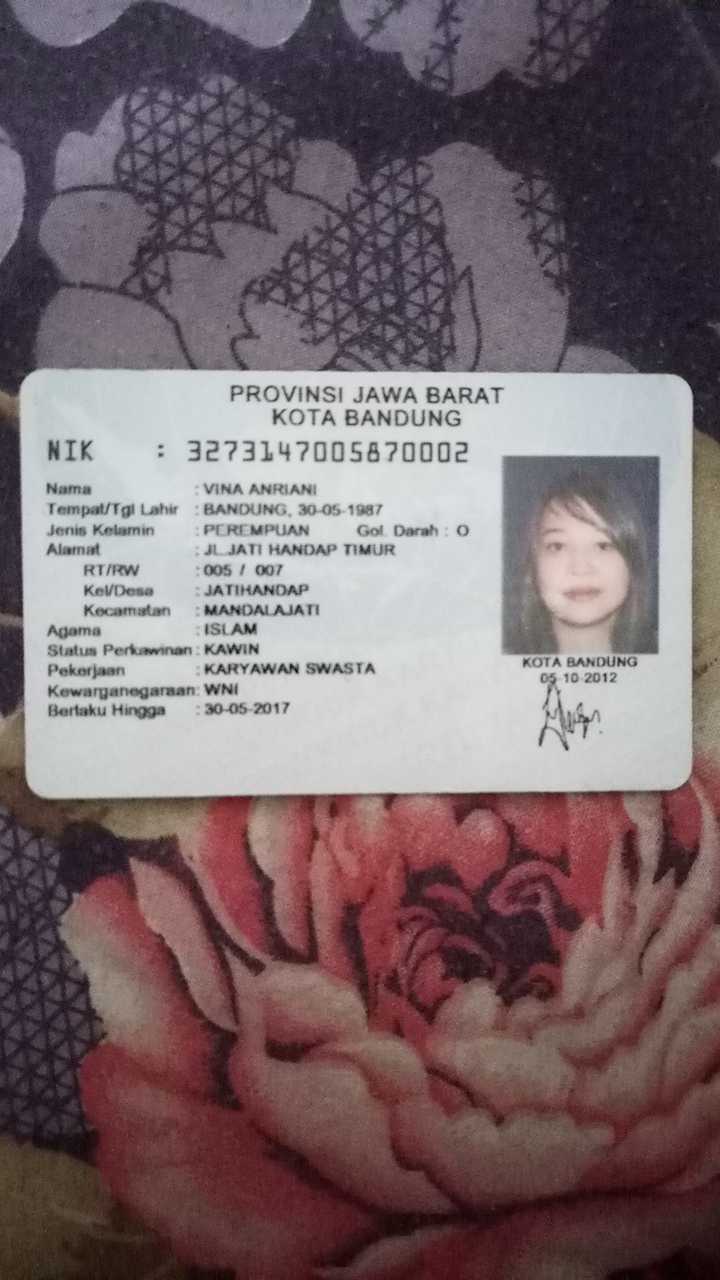 PROVINSI JAWA BARAT
KOTA BANDUNG
NIK : 3273147005870002
Nama : VINA ANRIANI
Tempat/Tgl Lahir : BANDUNG, 30-05-1987
Jenis Kelamin : PEREMPUAN Gol. Darah : O
Alamat : JL.JATI HANDAP TIMUR
RT/RW : 005 / 007
Kel/Desa : JATIHANDAP
Kecamatan : MANDALAJATI
Agama : ISLAM
Status Perkawinan : KAWIN
Pekerjaan : KARYAWAN SWASTA
Kewarganegaraan : WNI
Berlaku Hingga : 30-05-2017
KOTA BANDUNG
05-10-2012